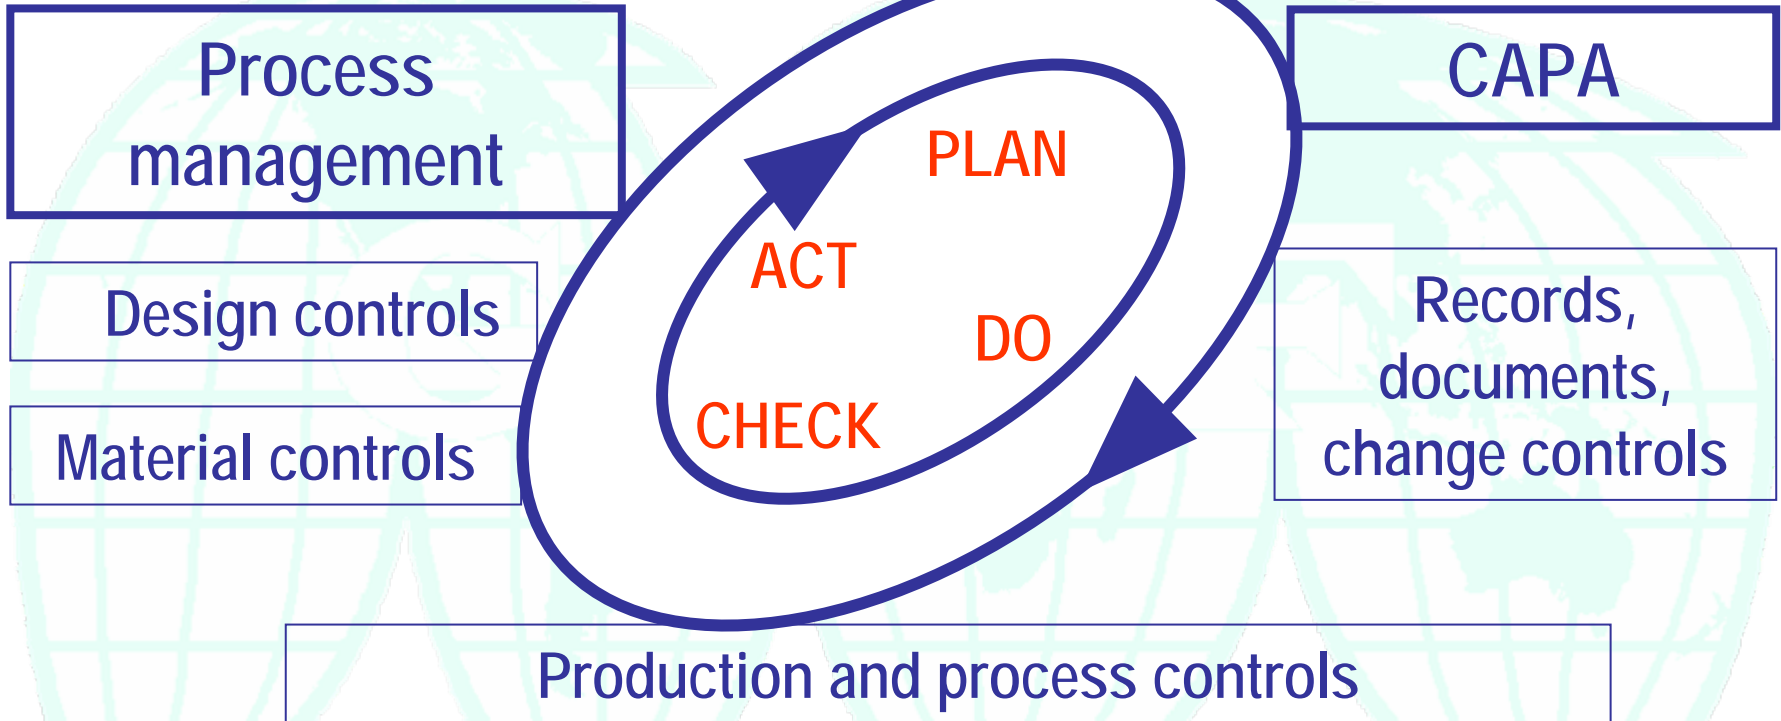 Process
management
CAPA
PLAN
ACT
DO
CHECK
Design controls
Material controls
Records,
documents,
change controls
Production and process controls